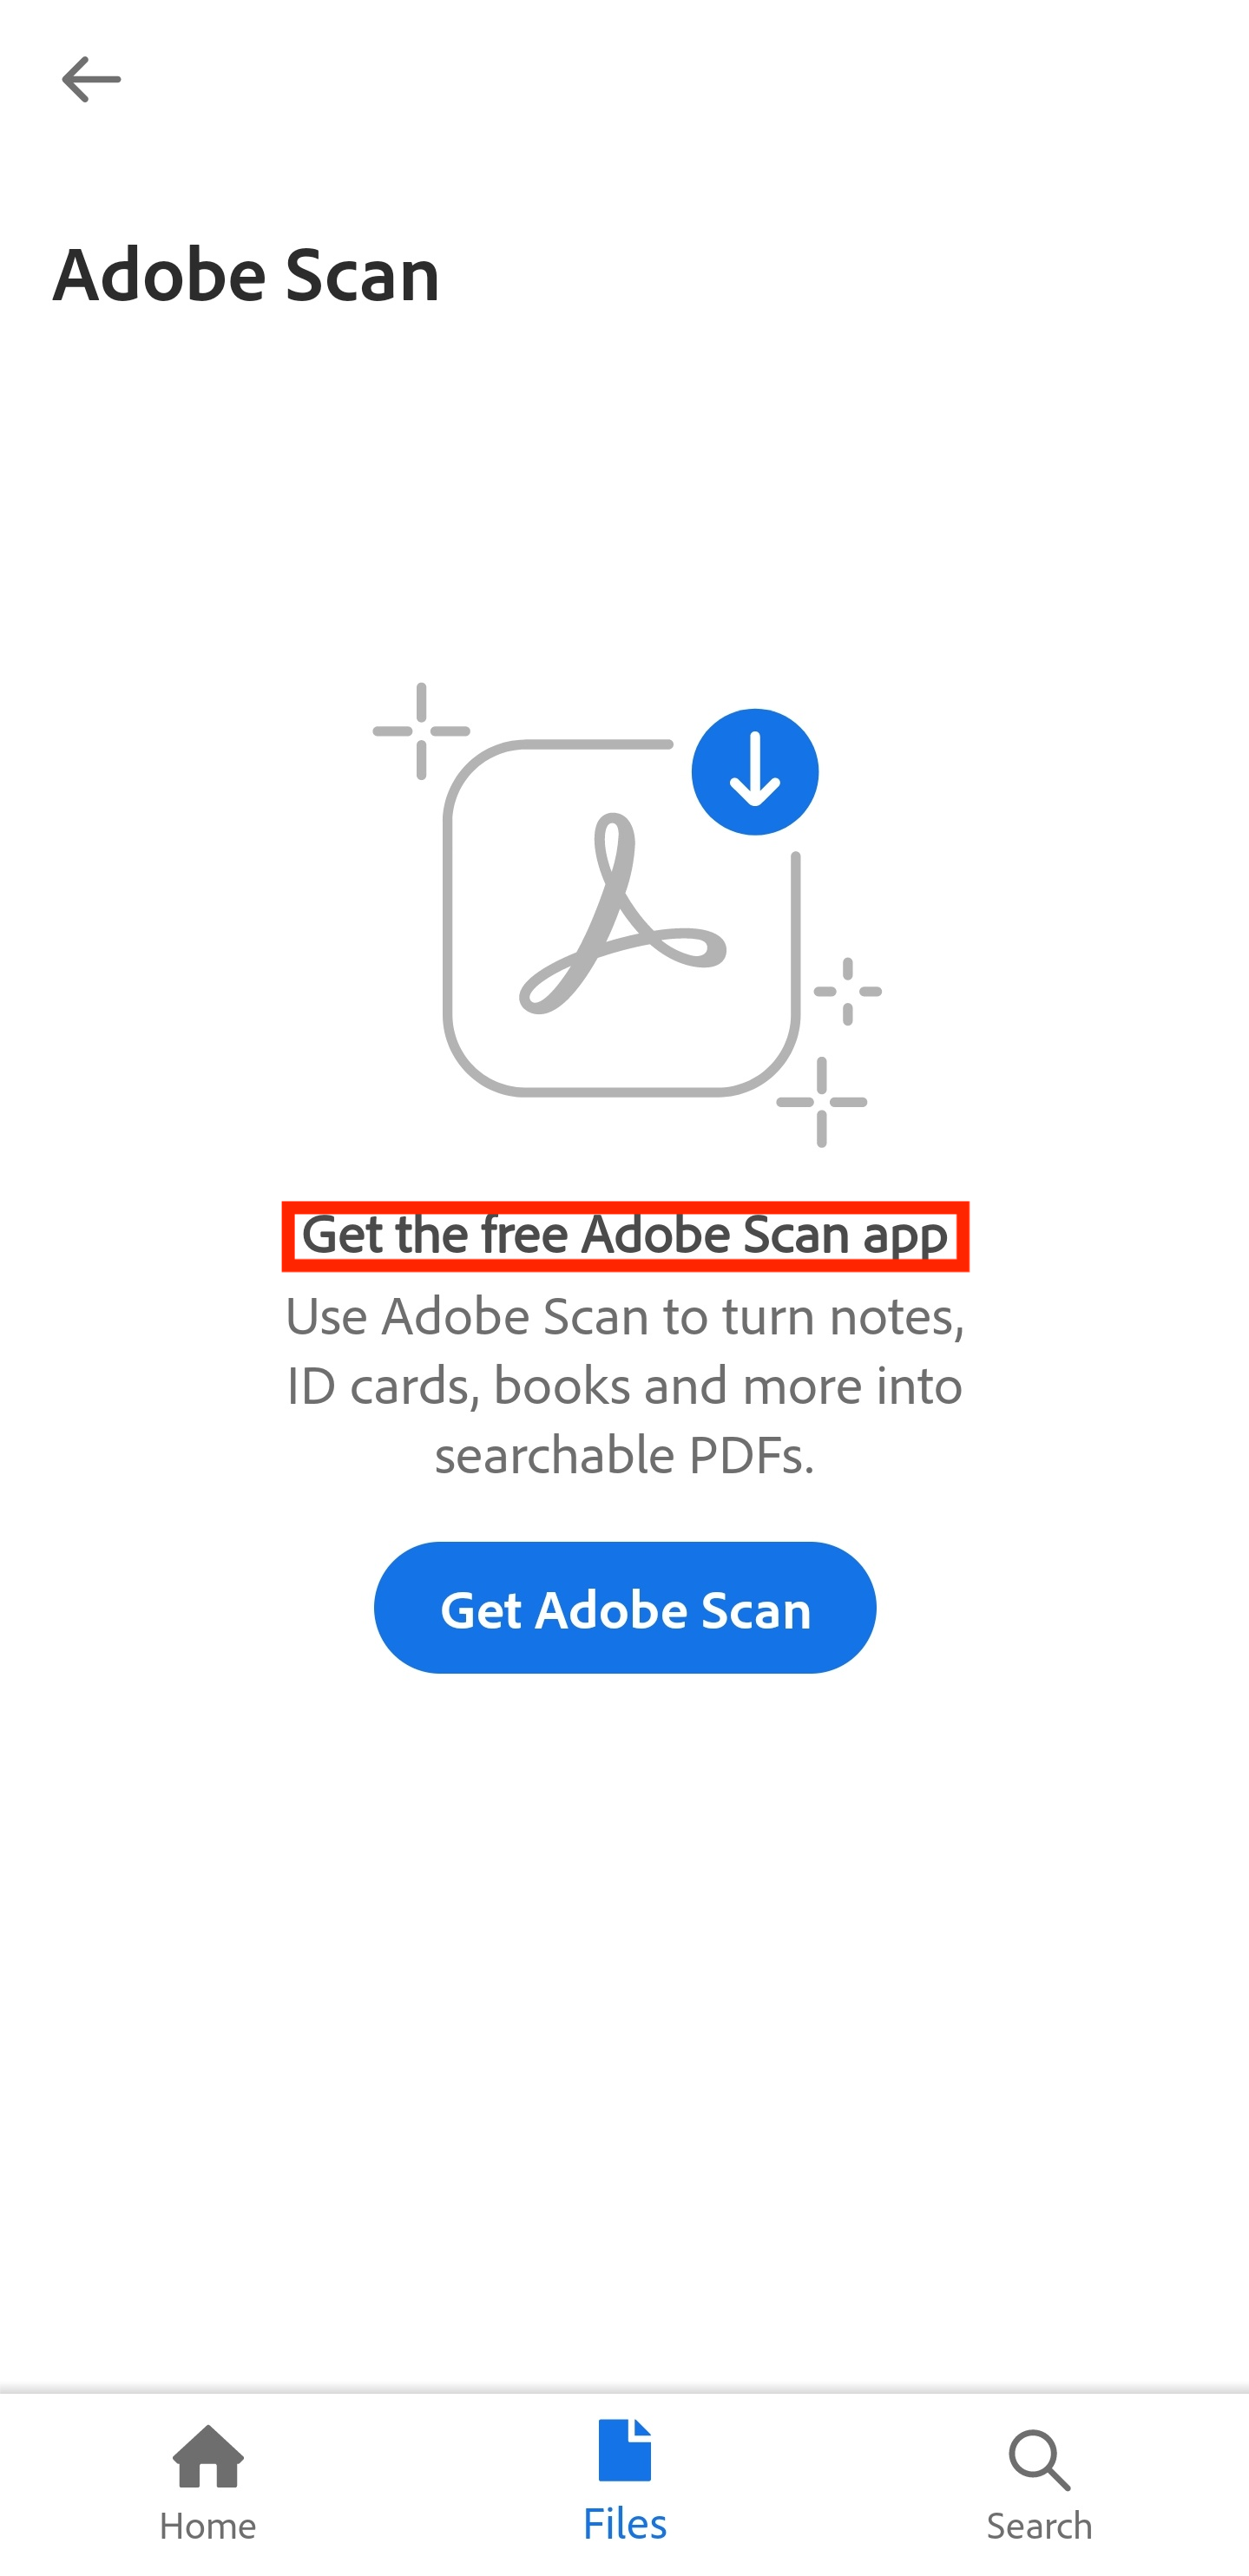 Adobe Scan
Get the free Adobe Scan app
Use Adobe Scan to turn notes,
ID cards, books and more into
searchable PDFs.
Get Adobe Scan
Home
Files
Search